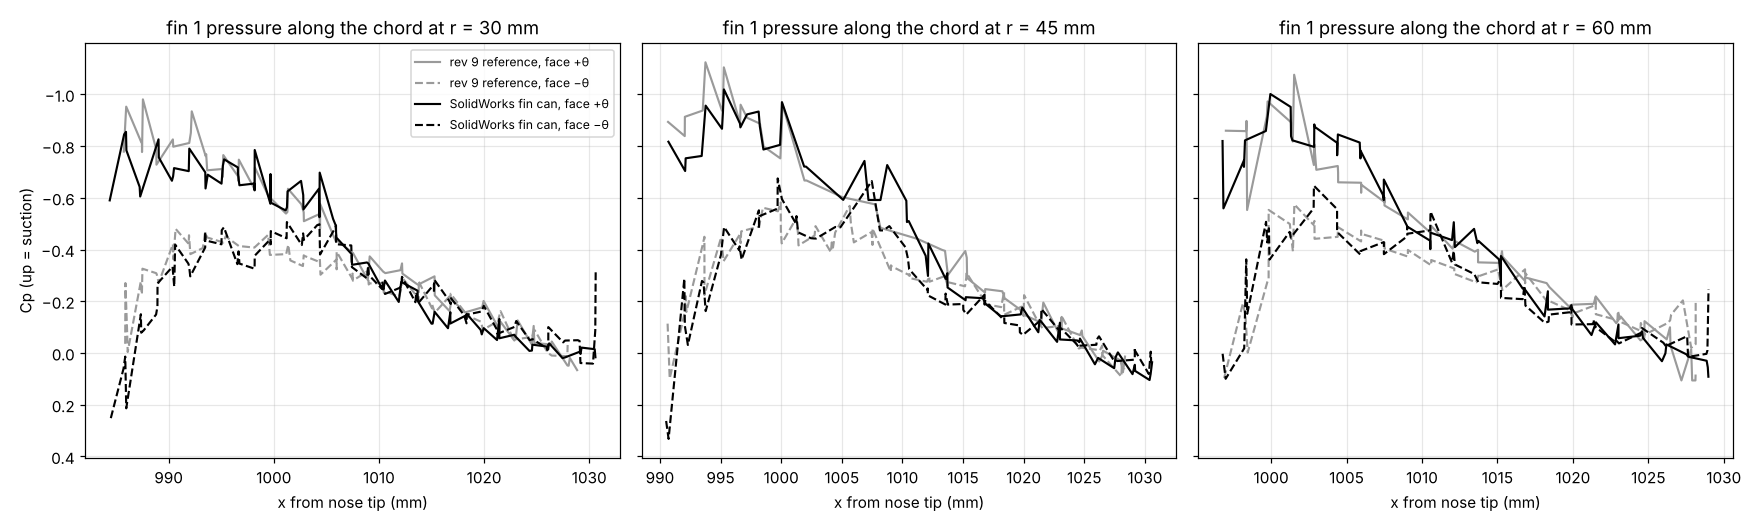 fin 1 pressure along the chord at r = 30 mm
fin 1 pressure along the chord at r = 45 mm
fin 1 pressure along the chord at r = 60 mm
rev 9 reference, face +θ
rev 9 reference, face −θ
SolidWorks fin can, face +θ
SolidWorks fin can, face −θ
Cp (up = suction)
−1.0
−0.8
−0.6
−0.4
−0.2
0.0
0.2
0.4
990 1000 1010 1020 1030
990 995 1000 1005 1010 1015 1020 1025 1030
1000 1005 1010 1015 1020 1025 1030
x from nose tip (mm)
x from nose tip (mm)
x from nose tip (mm)